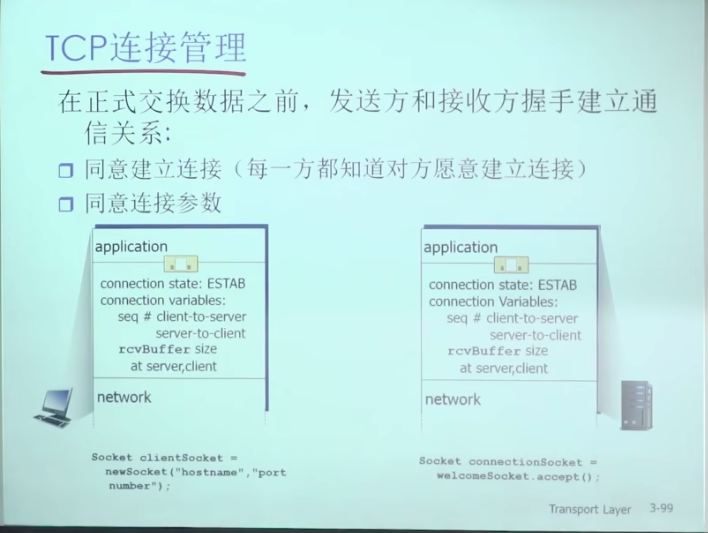 TCP连接管理
在正式交换数据之前，发送方和接收方握手建立通
信关系:
同意建立连接（每一方都知道对方愿意建立连接）
同意连接参数
application
connection state: ESTAB
connection variables:
seq # client-to-server
server-to-client
rcvBuffer size
at server,client
network
application
connection state: ESTAB
connection Variables:
seq # client-to-server
server-to-client
rcvBuffer size
at server,client
network
Socket clientSocket =
newSocket("hostname","port
number");
Socket connectionSocket =
welcomeSocket.accept();
Transport Layer 3-99